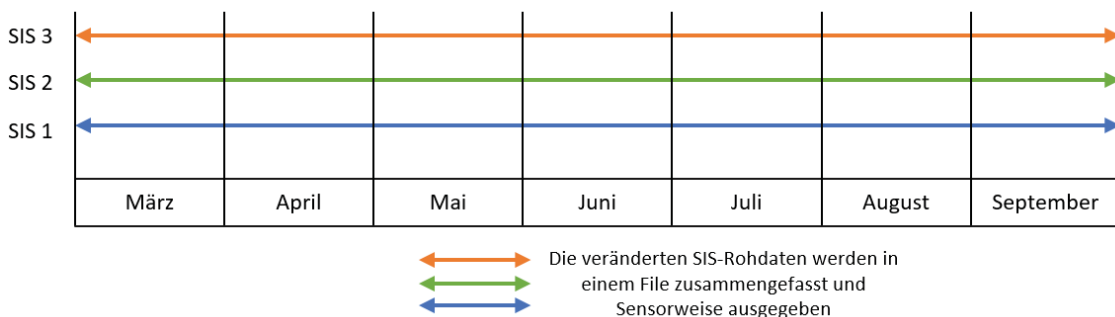 SIS 3
SIS 2
SIS 1
März April Mai Juni Juli August September
Die veränderten SIS-Rohdaten werden in
einem File zusammengefasst und
Sensorweise ausgegeben